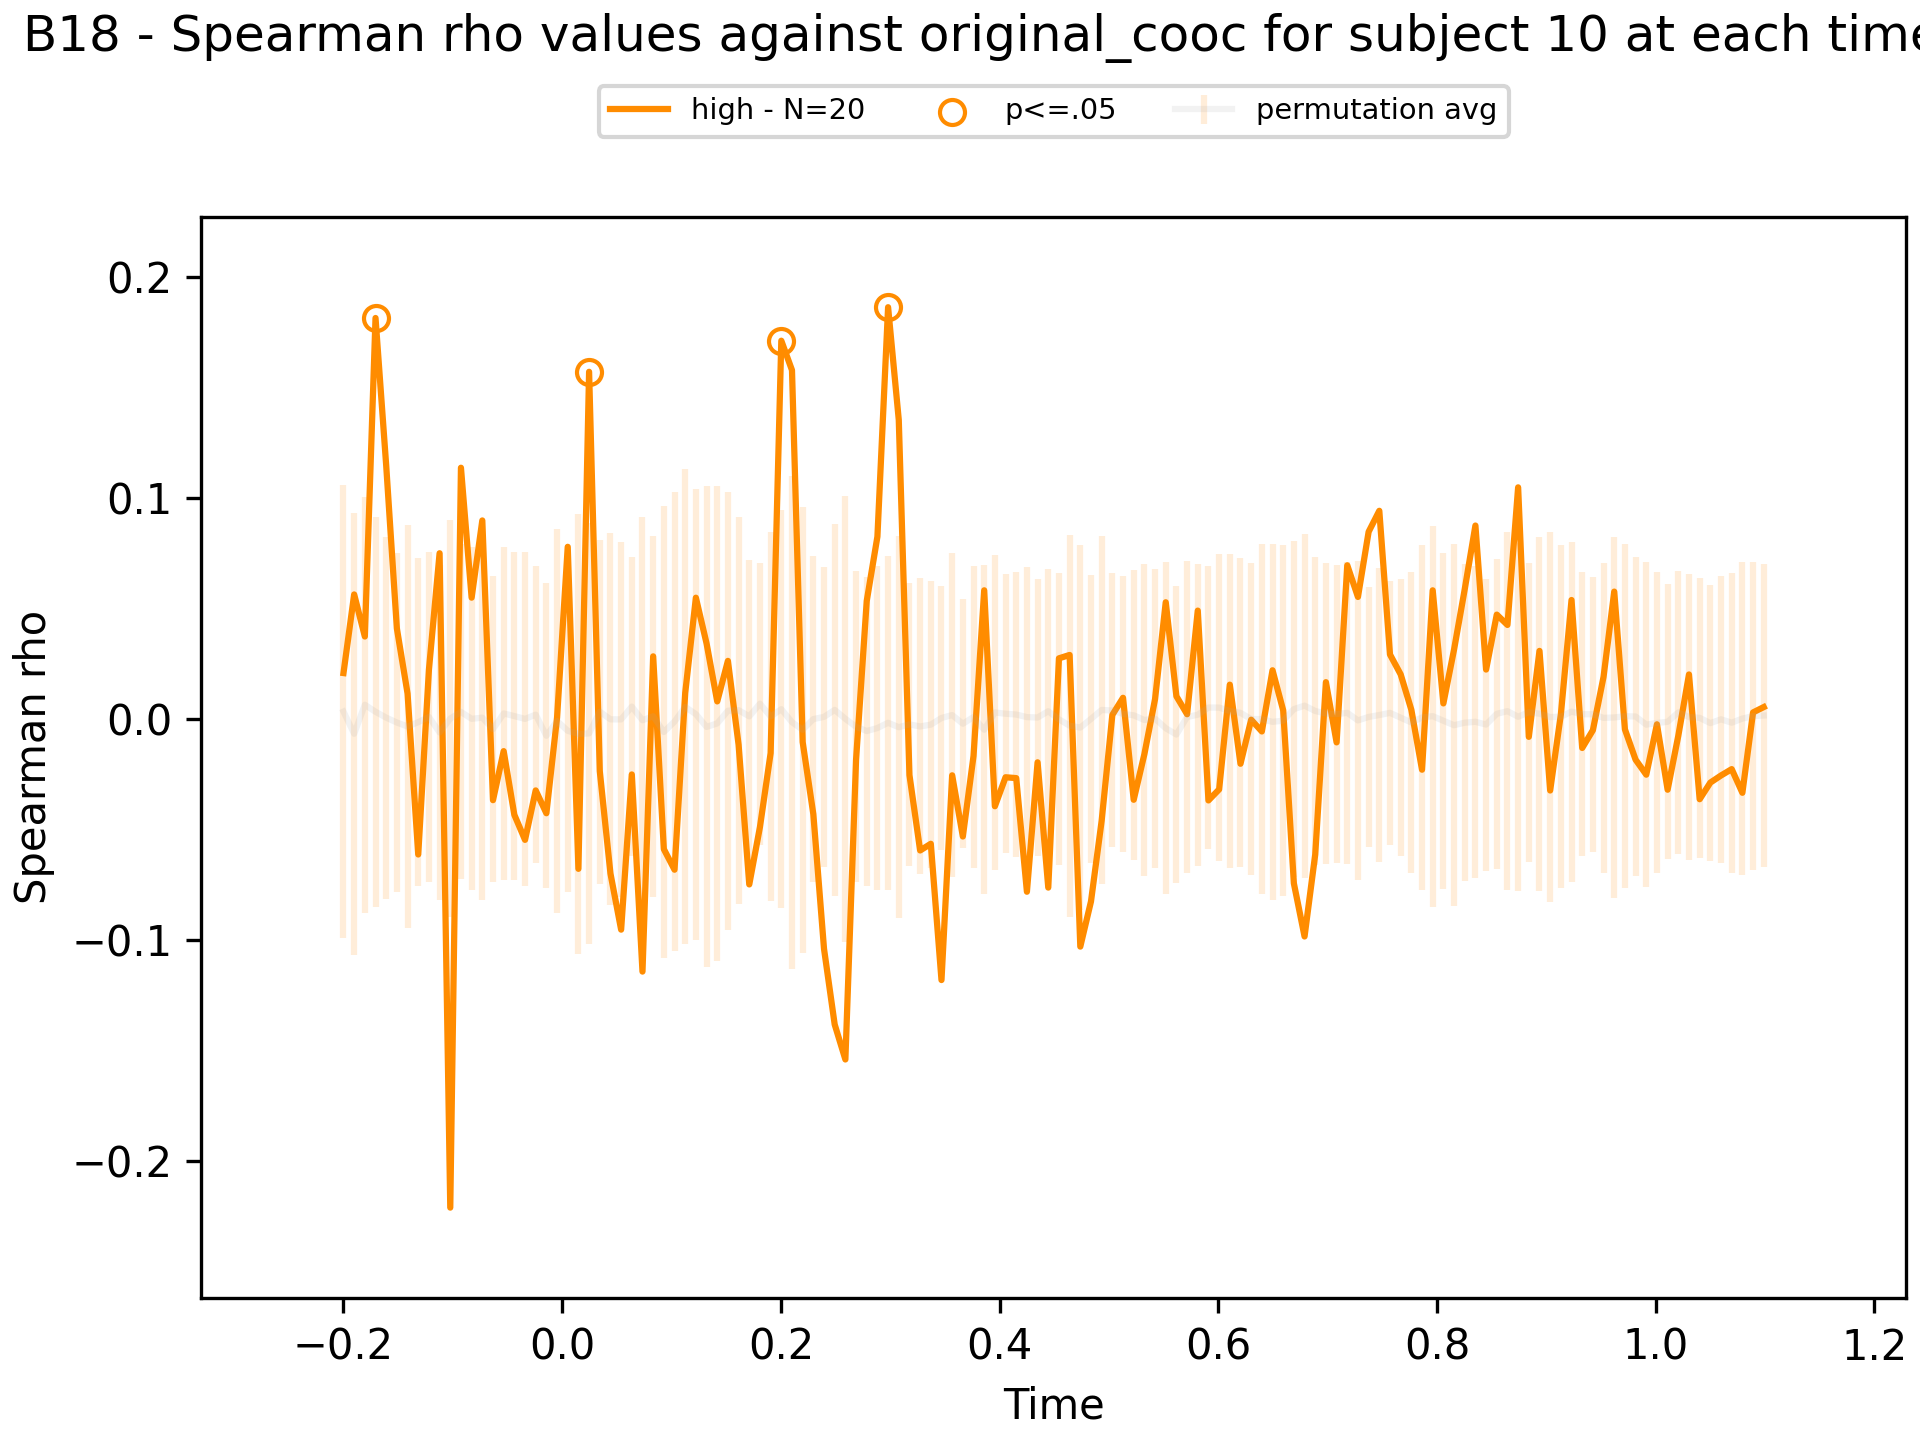 B18 - Spearman rho values against original_cooc for subject 10 at each time
high - N=20 p<=.05 permutation avg
0.2
0.1
0.0
−0.1
−0.2
Spearman rho
−0.2 0.0 0.2 0.4 0.6 0.8 1.0 1.2
Time